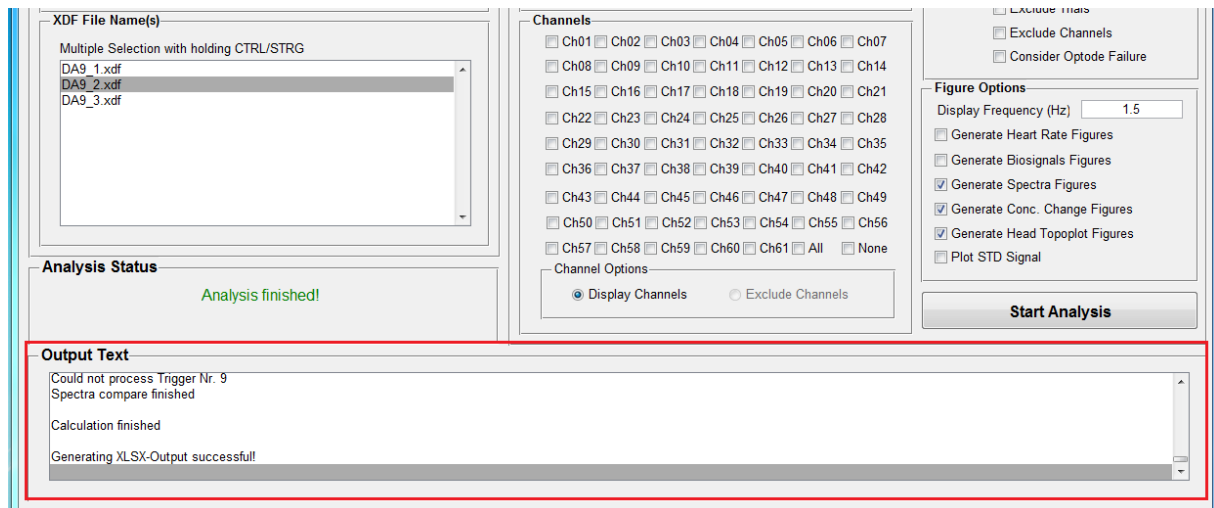 XDF File Name(s)
Multiple Selection with holding CTRL/STRG
DA9_1.xdf
DA9_2.xdf
DA9_3.xdf
Analysis Status
Analysis finished!
Channels
Ch01 Ch02 Ch03 Ch04 Ch05 Ch06 Ch07
Ch08 Ch09 Ch10 Ch11 Ch12 Ch13 Ch14
Ch15 Ch16 Ch17 Ch18 Ch19 Ch20 Ch21
Ch22 Ch23 Ch24 Ch25 Ch26 Ch27 Ch28
Ch29 Ch30 Ch31 Ch32 Ch33 Ch34 Ch35
Ch36 Ch37 Ch38 Ch39 Ch40 Ch41 Ch42
Ch43 Ch44 Ch45 Ch46 Ch47 Ch48 Ch49
Ch50 Ch51 Ch52 Ch53 Ch54 Ch55 Ch56
Ch57 Ch58 Ch59 Ch60 Ch61 All None
Channel Options
Display Channels Exclude Channels
Exclude Trials
Exclude Channels
Consider Optode Failure
Figure Options
Display Frequency (Hz) 1.5
Generate Heart Rate Figures
Generate Biosignals Figures
Generate Spectra Figures
Generate Conc. Change Figures
Generate Head Topoplot Figures
Plot STD Signal
Start Analysis
Output Text
Could not process Trigger Nr. 9
Spectra compare finished
Calculation finished
Generating XLSX-Output successful!